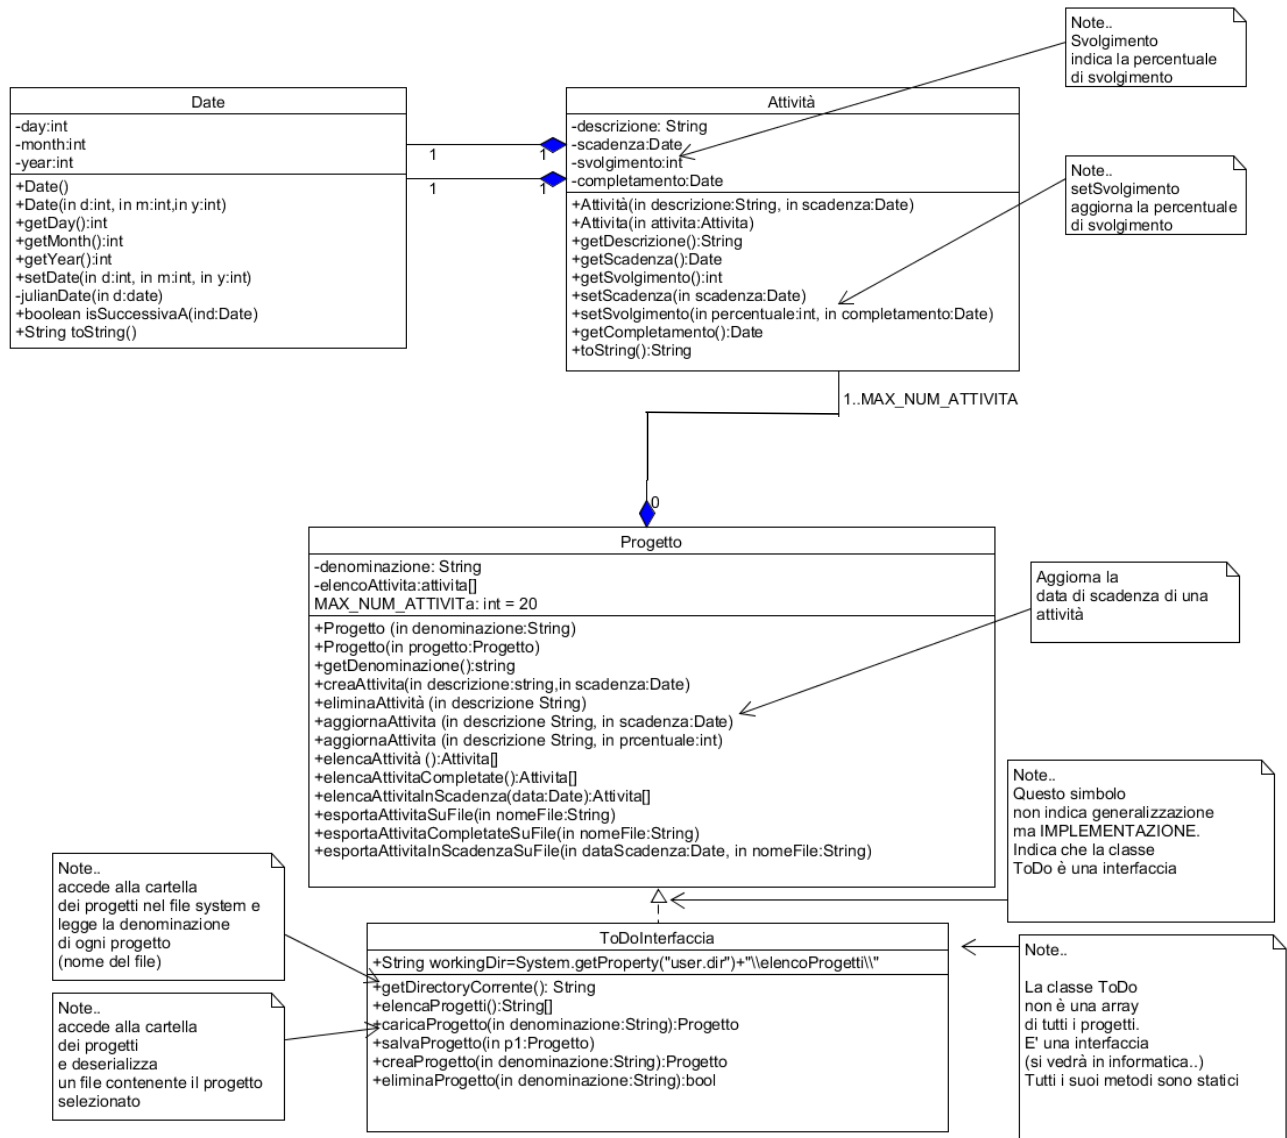 Note..
Svolgimento
indica la percentuale
di svolgimento
Date
-day:int
-month:int
-year:int
+Date()
+Date(in d:int, in m:int,in y:int)
+getDay():int
+getMonth():int
+getYear():int
+setDate(in d:int, in m:int, in y:int)
-julianDate(in d:date)
+boolean isSuccessivaA(ind:Date)
+String toString()
1
1
1
1
Attività
-descrizione: String
-scadenza:Date
-svolgimento:int
-completamento:Date
+Attività(in descrizione:String, in scadenza:Date)
+Attivita(in attivita:Attivita)
+getDescrizione():String
+getScadenza():Date
+getSvolgimento():int
+setScadenza(in scadenza:Date)
+setSvolgimento(in percentuale:int, in completamento:Date)
+getCompletamento():Date
+toString():String
Note..
setSvolgimento
aggiorna la percentuale
di svolgimento
1..MAX_NUM_ATTIVITA
0
Progetto
-denominazione: String
-elencoAttivita:attivita[]
MAX_NUM_ATTIVITa: int = 20
+Progetto (in denominazione:String)
+Progetto(in progetto:Progetto)
+getDenominazione():string
+creaAttivita(in descrizione:string,in scadenza:Date)
+eliminaAttività (in descrizione String)
+aggiornaAttivita (in descrizione String, in scadenza:Date)
+aggiornaAttivita (in descrizione String, in prcentuale:int)
+elencaAttività ():Attivita[]
+elencaAttivitaCompletate():Attivita[]
+elencaAttivitaInScadenza(data:Date):Attivita[]
+esportaAttivitaSuFile(in nomeFile:String)
+esportaAttivitaCompletateSuFile(in nomeFile:String)
+esportaAttivitaInScadenzaSuFile(in dataScadenza:Date, in nomeFile:String)
Aggiorna la
data di scadenza di una
attività
Note..
Questo simbolo
non indica generalizzazione
ma IMPLEMENTAZIONE.
Indica che la classe
ToDo è una interfaccia
Note..
accede alla cartella
dei progetti nel file system e
legge la denominazione
di ogni progetto
(nome del file)
Note..
accede alla cartella
dei progetti
e deserializza
un file contenente il progetto
selezionato
ToDoInterfaccia
+String workingDir=System.getProperty("user.dir")+"\\elencoProgetti\\"
+getDirectoryCorrente(): String
+elencaProgetti():String[]
+caricaProgetto(in denominazione:String):Progetto
+salvaProgetto(in p1:Progetto)
+creaProgetto(in denominazione:String):Progetto
+eliminaProgetto(in denominazione:String):bool
Note..
La classe ToDo
non è una array
di tutti i progetti.
E' una interfaccia
(si vedrà in informatica..)
Tutti i suoi metodi sono statici